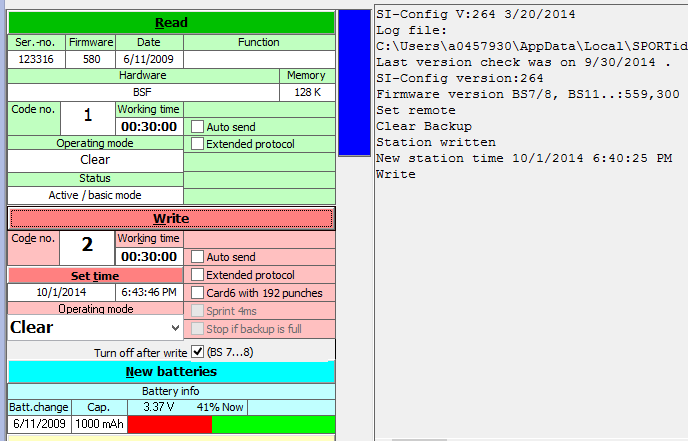 Read
Ser.-no. Firmware Date Function
123316 580 6/11/2009
Hardware Memory
BSF 128 K
Code no. 1 Working time
00:30:00 Auto send
Operating mode Extended protocol
Clear
Status
Active / basic mode
Write
Code no. 2 Working time
00:30:00 Auto send
Set time Extended protocol
10/1/2014 6:43:46 PM Card6 with 192 punches
Operating mode Sprint 4ms
Clear Stop if backup is full
Turn off after write (BS 7...8)
New batteries
Battery info
Batt.change Cap. 3.37 V 41% Now
6/11/2009 1000 mAh
SI-Config V:264 3/20/2014
Log file:
C:\Users\a0457930\AppData\Local\SPORTid
Last version check was on 9/30/2014 .
SI-Config version:264
Firmware version BS7/8, BS11..:559,300
Set remote
Clear Backup
Station written
New station time 10/1/2014 6:40:25 PM
Write